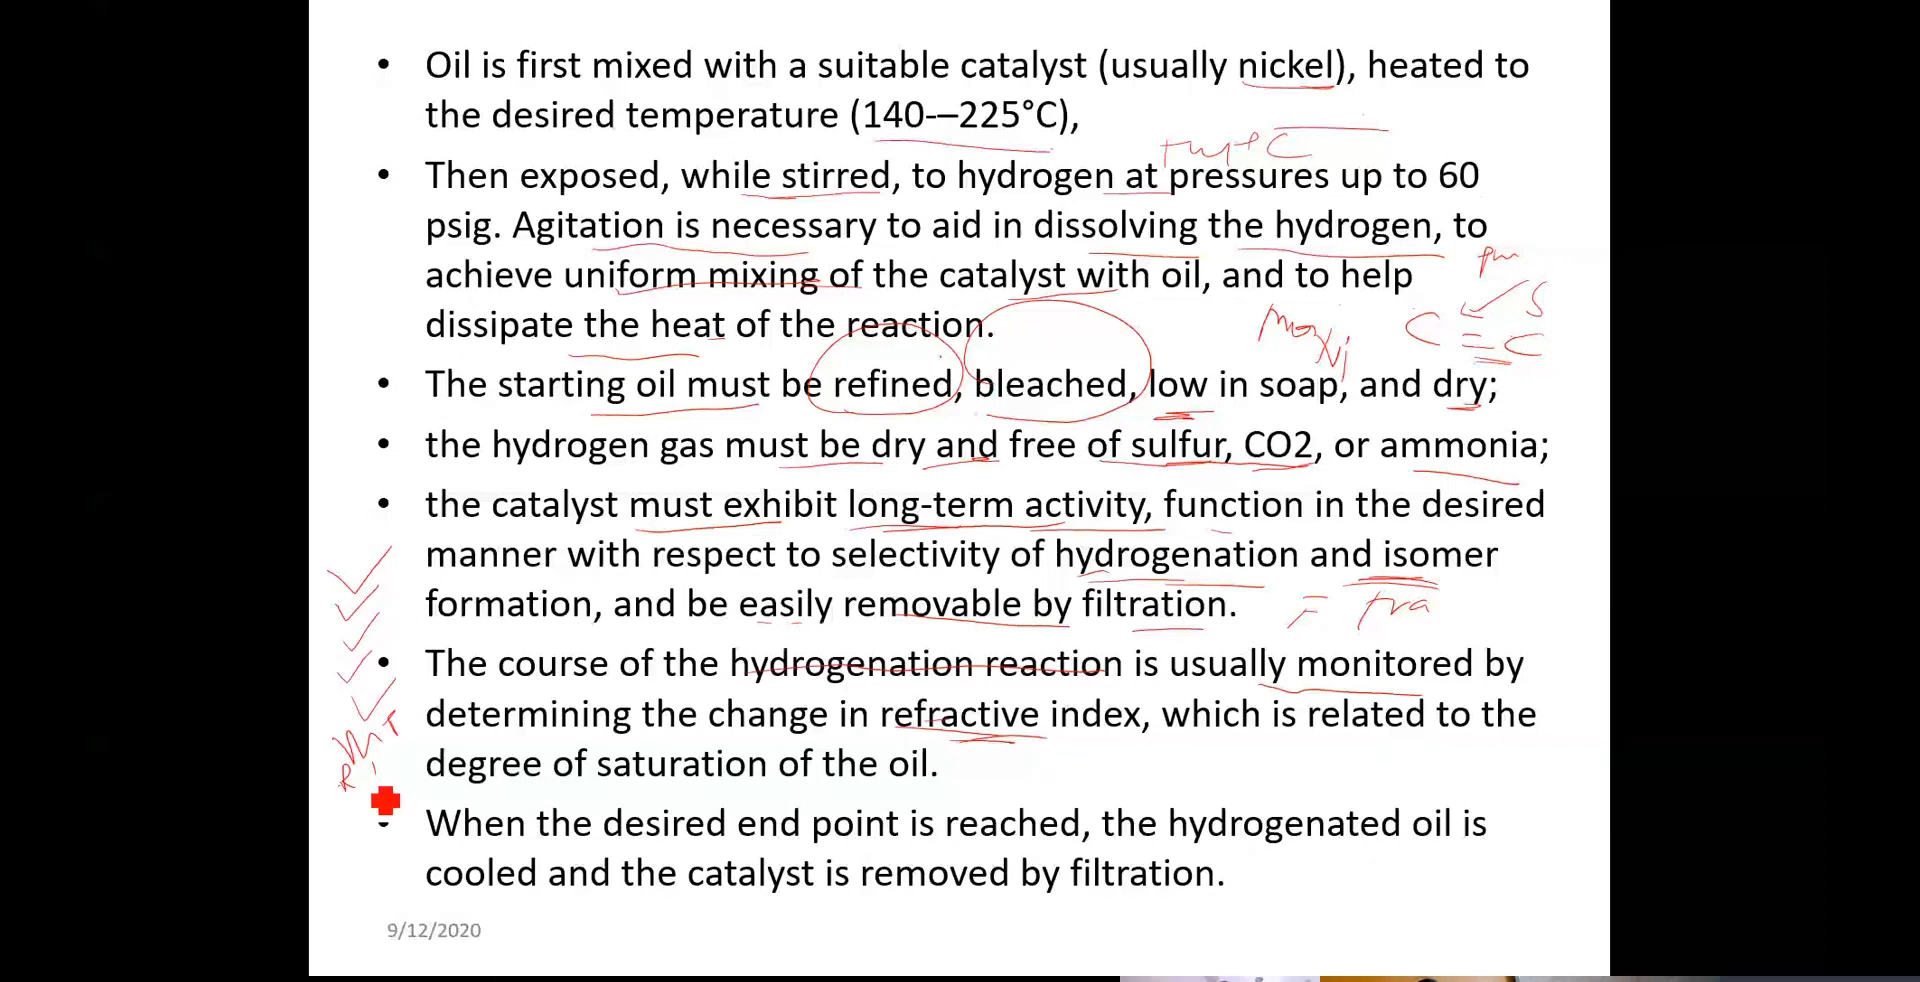 • Oil is first mixed with a suitable catalyst (usually nickel), heated to
the desired temperature (140-–225°C),
• Then exposed, while stirred, to hydrogen at pressures up to 60
psig. Agitation is necessary to aid in dissolving the hydrogen, to
achieve uniform mixing of the catalyst with oil, and to help
dissipate the heat of the reaction.
• The starting oil must be refined, bleached, low in soap, and dry;
• the hydrogen gas must be dry and free of sulfur, CO2, or ammonia;
• the catalyst must exhibit long-term activity, function in the desired
manner with respect to selectivity of hydrogenation and isomer
formation, and be easily removable by filtration.
• The course of the hydrogenation reaction is usually monitored by
determining the change in refractive index, which is related to the
degree of saturation of the oil.
• When the desired end point is reached, the hydrogenated oil is
cooled and the catalyst is removed by filtration.
9/12/2020